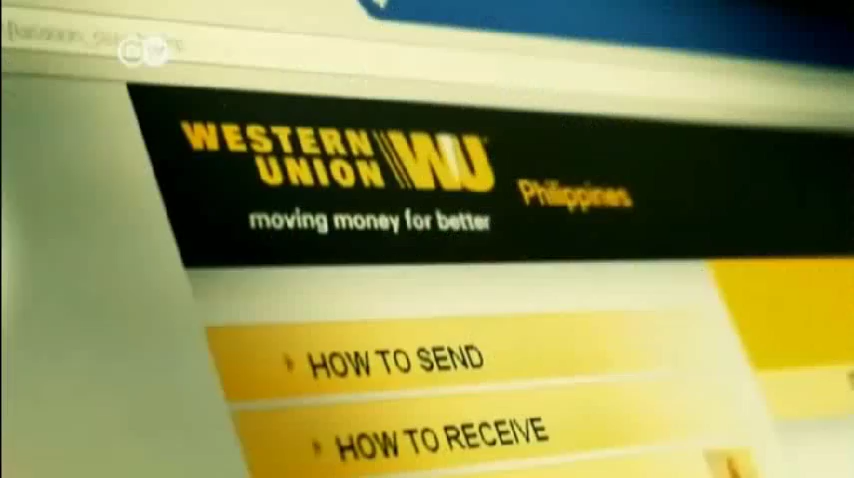 WESTERN
UNION WU
Philippines
moving money for better
HOW TO SEND
HOW TO RECEIVE